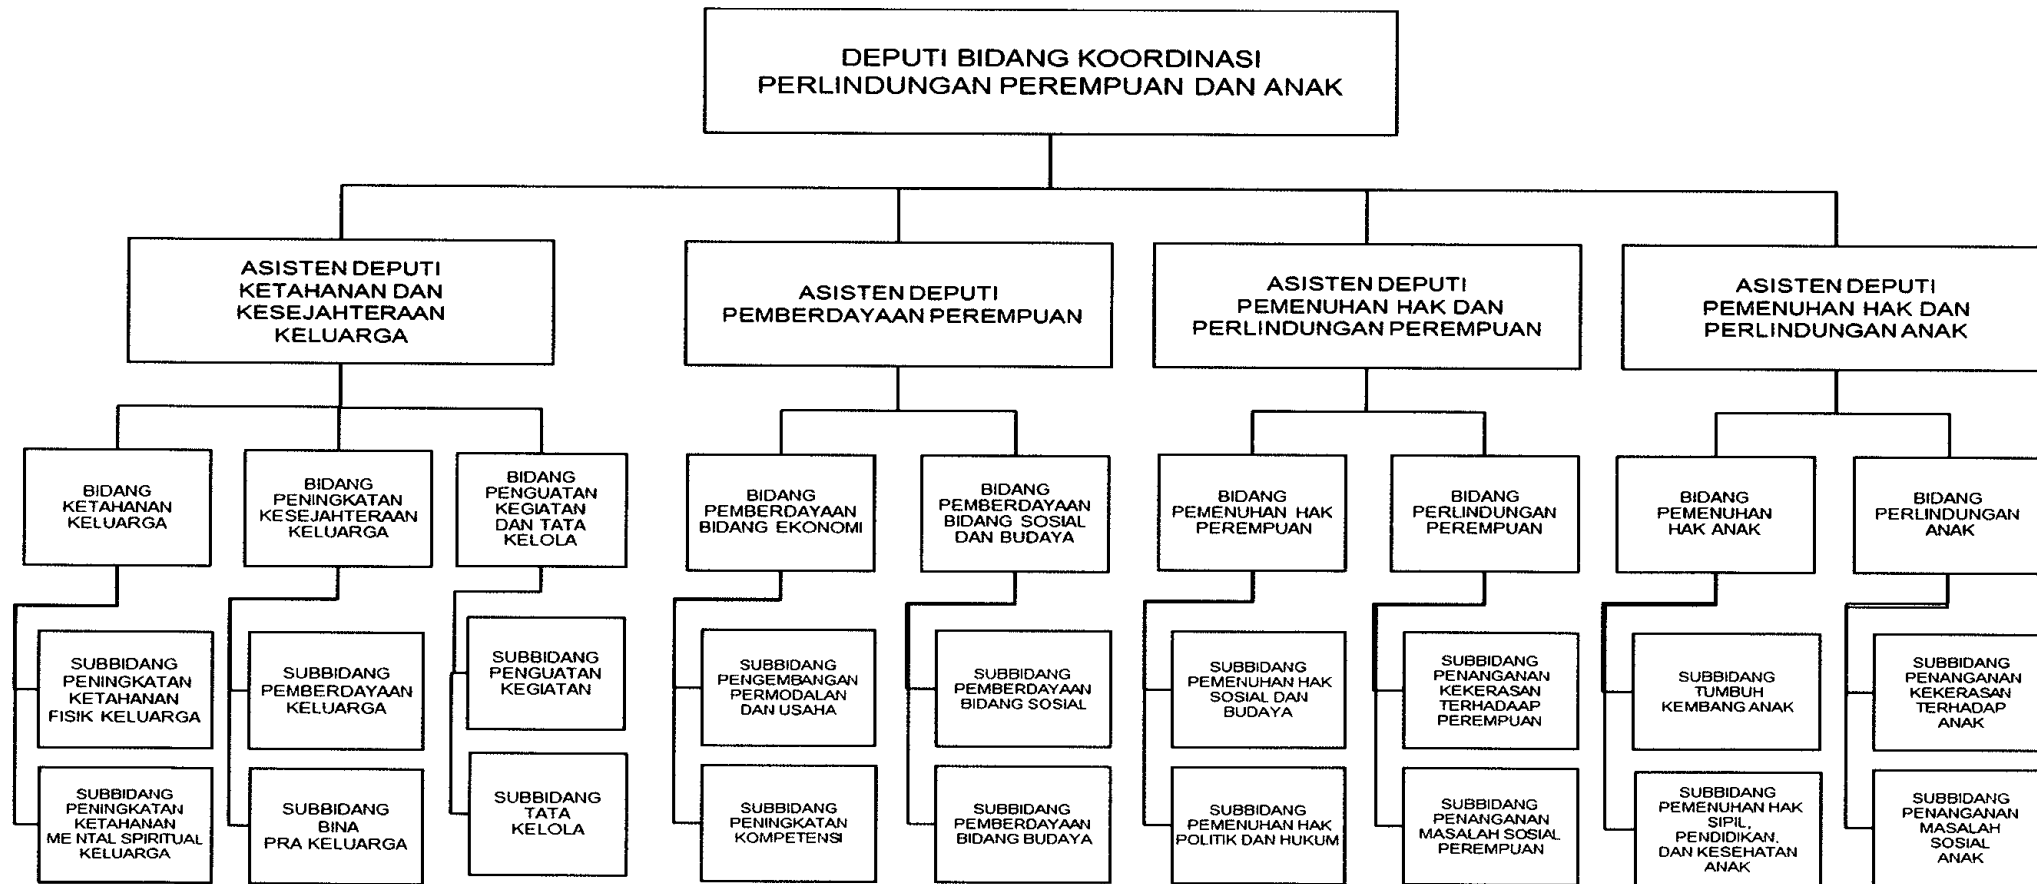 DEPUTI BIDANG KOORDINASI
PERLINDUNGAN PEREMPUAN DAN ANAK
ASISTEN DEPUTI
KETAHANAN DAN
KESEJAHTERAAN
KELUARGA
ASISTEN DEPUTI
PEMBERDAYAAN PEREMPUAN
ASISTEN DEPUTI
PEMENUHAN HAK DAN
PERLINDUNGAN PEREMPUAN
ASISTEN DEPUTI
PEMENUHAN HAK DAN
PERLINDUNGAN ANAK
BIDANG
KETAHANAN
KELUARGA
BIDANG
PENINGKATAN
KESEJAHTERAAN
KELUARGA
BIDANG
PENGUATAN
KEGIATAN
DAN TATA
KELOLA
BIDANG
PEMBERDAYAAN
BIDANG EKONOMI
BIDANG
PEMBERDAYAAN
BIDANG SOSIAL
DAN BUDAYA
BIDANG
PEMENUHAN HAK
PEREMPUAN
BIDANG
PERLINDUNGAN
PEREMPUAN
BIDANG
PEMENUHAN
HAK ANAK
BIDANG
PERLINDUNGAN
ANAK
SUBBIDANG
PENINGKATAN
KETAHANAN
FISIK KELUARGA
SUBBIDANG
PEMBERDAYAAN
KELUARGA
SUBBIDANG
PENGUATAN
KEGIATAN
SUBBIDANG
PENGEMBANGAN
PERMODALAN
DAN USAHA
SUBBIDANG
PEMBERDAYAAN
BIDANG SOSIAL
SUBBIDANG
PEMENUHAN HAK
SOSIAL DAN
BUDAYA
SUBBIDANG
PENANGANAN
KEKERASAN
TERHADAAP
PEREMPUAN
SUBBIDANG
TUMBUH
KEMBANG ANAK
SUBBIDANG
PENANGANAN
KEKERASAN
TERHADAP
ANAK
SUBBIDANG
PENINGKATAN
KETAHANAN
MENTAL SPIRITUAL
KELUARGA
SUBBIDANG
BINA
PRA KELUARGA
SUBBIDANG
TATA
KELOLA
SUBBIDANG
PENINGKATAN
KOMPETENSI
SUBBIDANG
PEMBERDAYAAN
BIDANG BUDAYA
SUBBIDANG
PEMENUHAN HAK
POLITIK DAN HUKUM
SUBBIDANG
PENANGANAN
MASALAH SOSIAL
PEREMPUAN
SUBBIDANG
PEMENUHAN HAK
SIPIL,
PENDIDIKAN,
DAN KESEHATAN
ANAK
SUBBIDANG
PENANGANAN
MASALAH
SOSIAL
ANAK